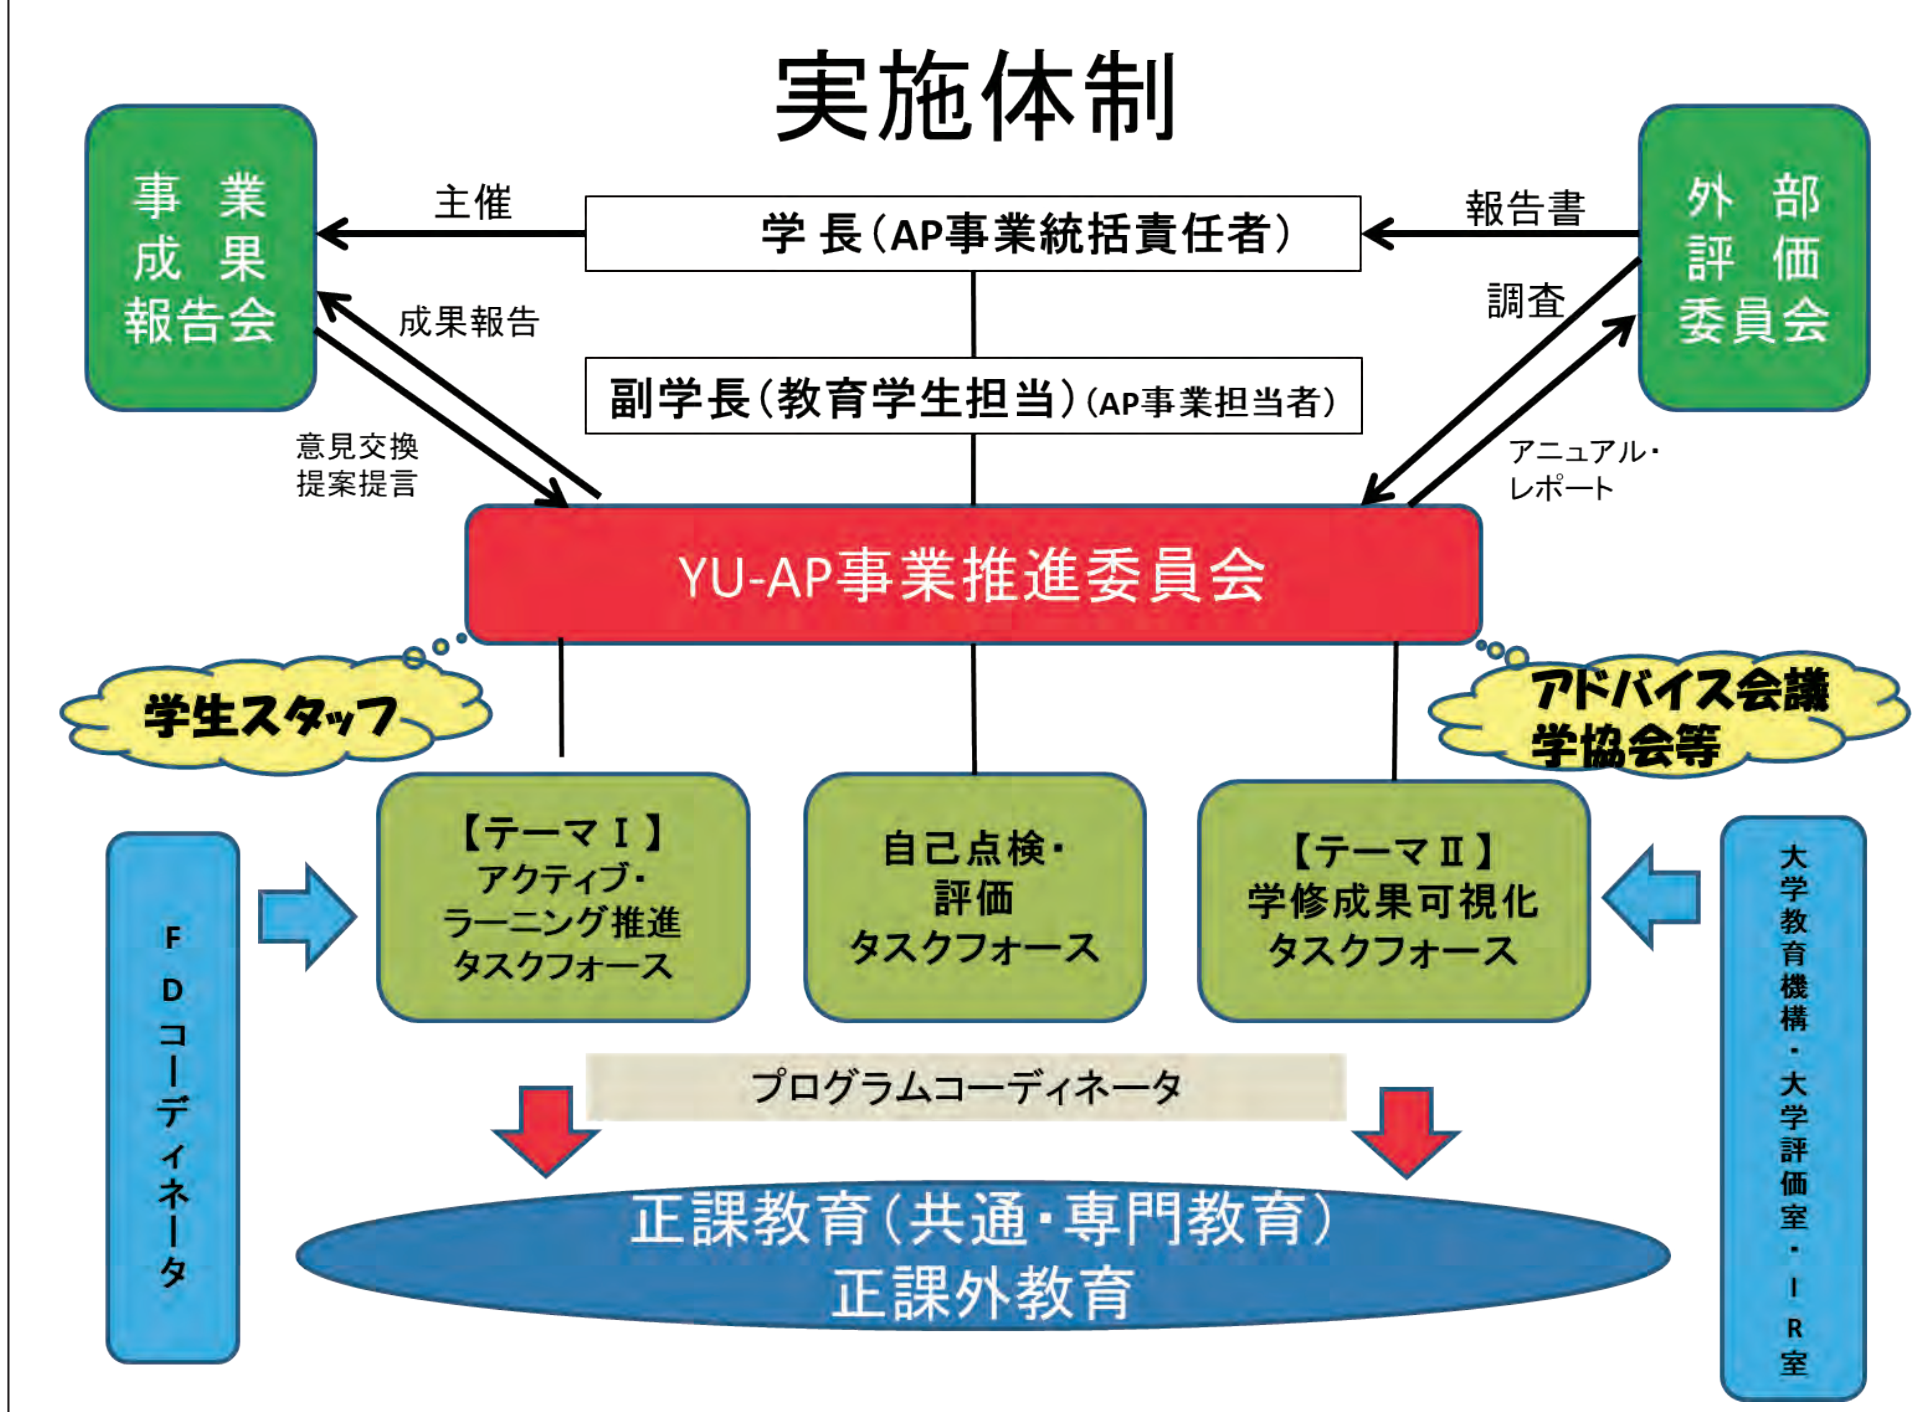 実施体制
事業
成果
報告会
主催
学長（AP事業統括責任者）
報告書
外部
評価
委員会
成果報告
調査
副学長（教育学生担当）（AP事業担当者）
意見交換
提案提言
アニュアル・
レポート
YU-AP事業推進委員会
学生スタッフ
アドバイス会議
学協会等
【テーマⅠ】
アクティブ・
ラーニング推進
タスクフォース
自己点検・
評価
タスクフォース
【テーマⅡ】
学修成果可視化
タスクフォース
FDコーディネータ
大学教育機構・大学評価室・IR室
プログラムコーディネータ
正課教育（共通・専門教育）
正課外教育